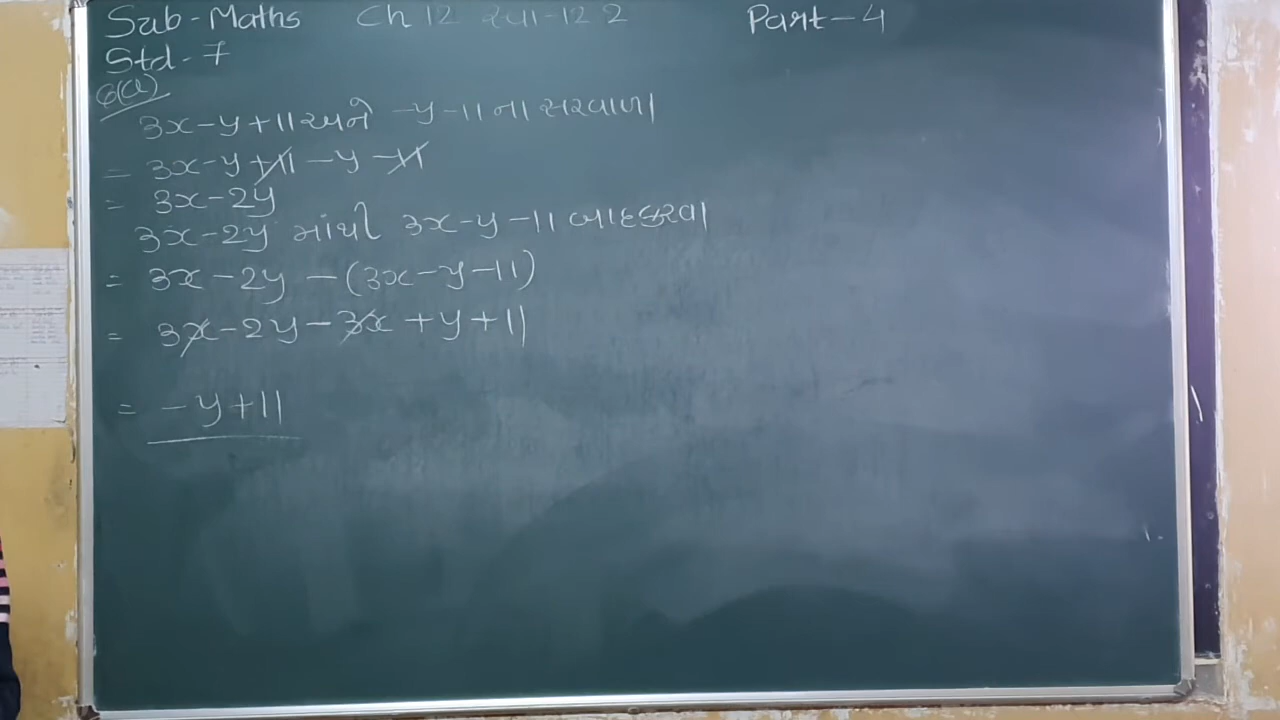 Sub - Maths Ch 12 સ્વા-12.2 Part-4
Std - 7
6(a)
3x-y+11 અને -y-11 ના સરવાળા
= 3x-y+11 -y -11
= 3x-2y
3x-2y માંથી 3x-y-11 બાદ કરવા
= 3x-2y -(3x-y-11)
= 3x-2y-3x+y+11
= -y+11